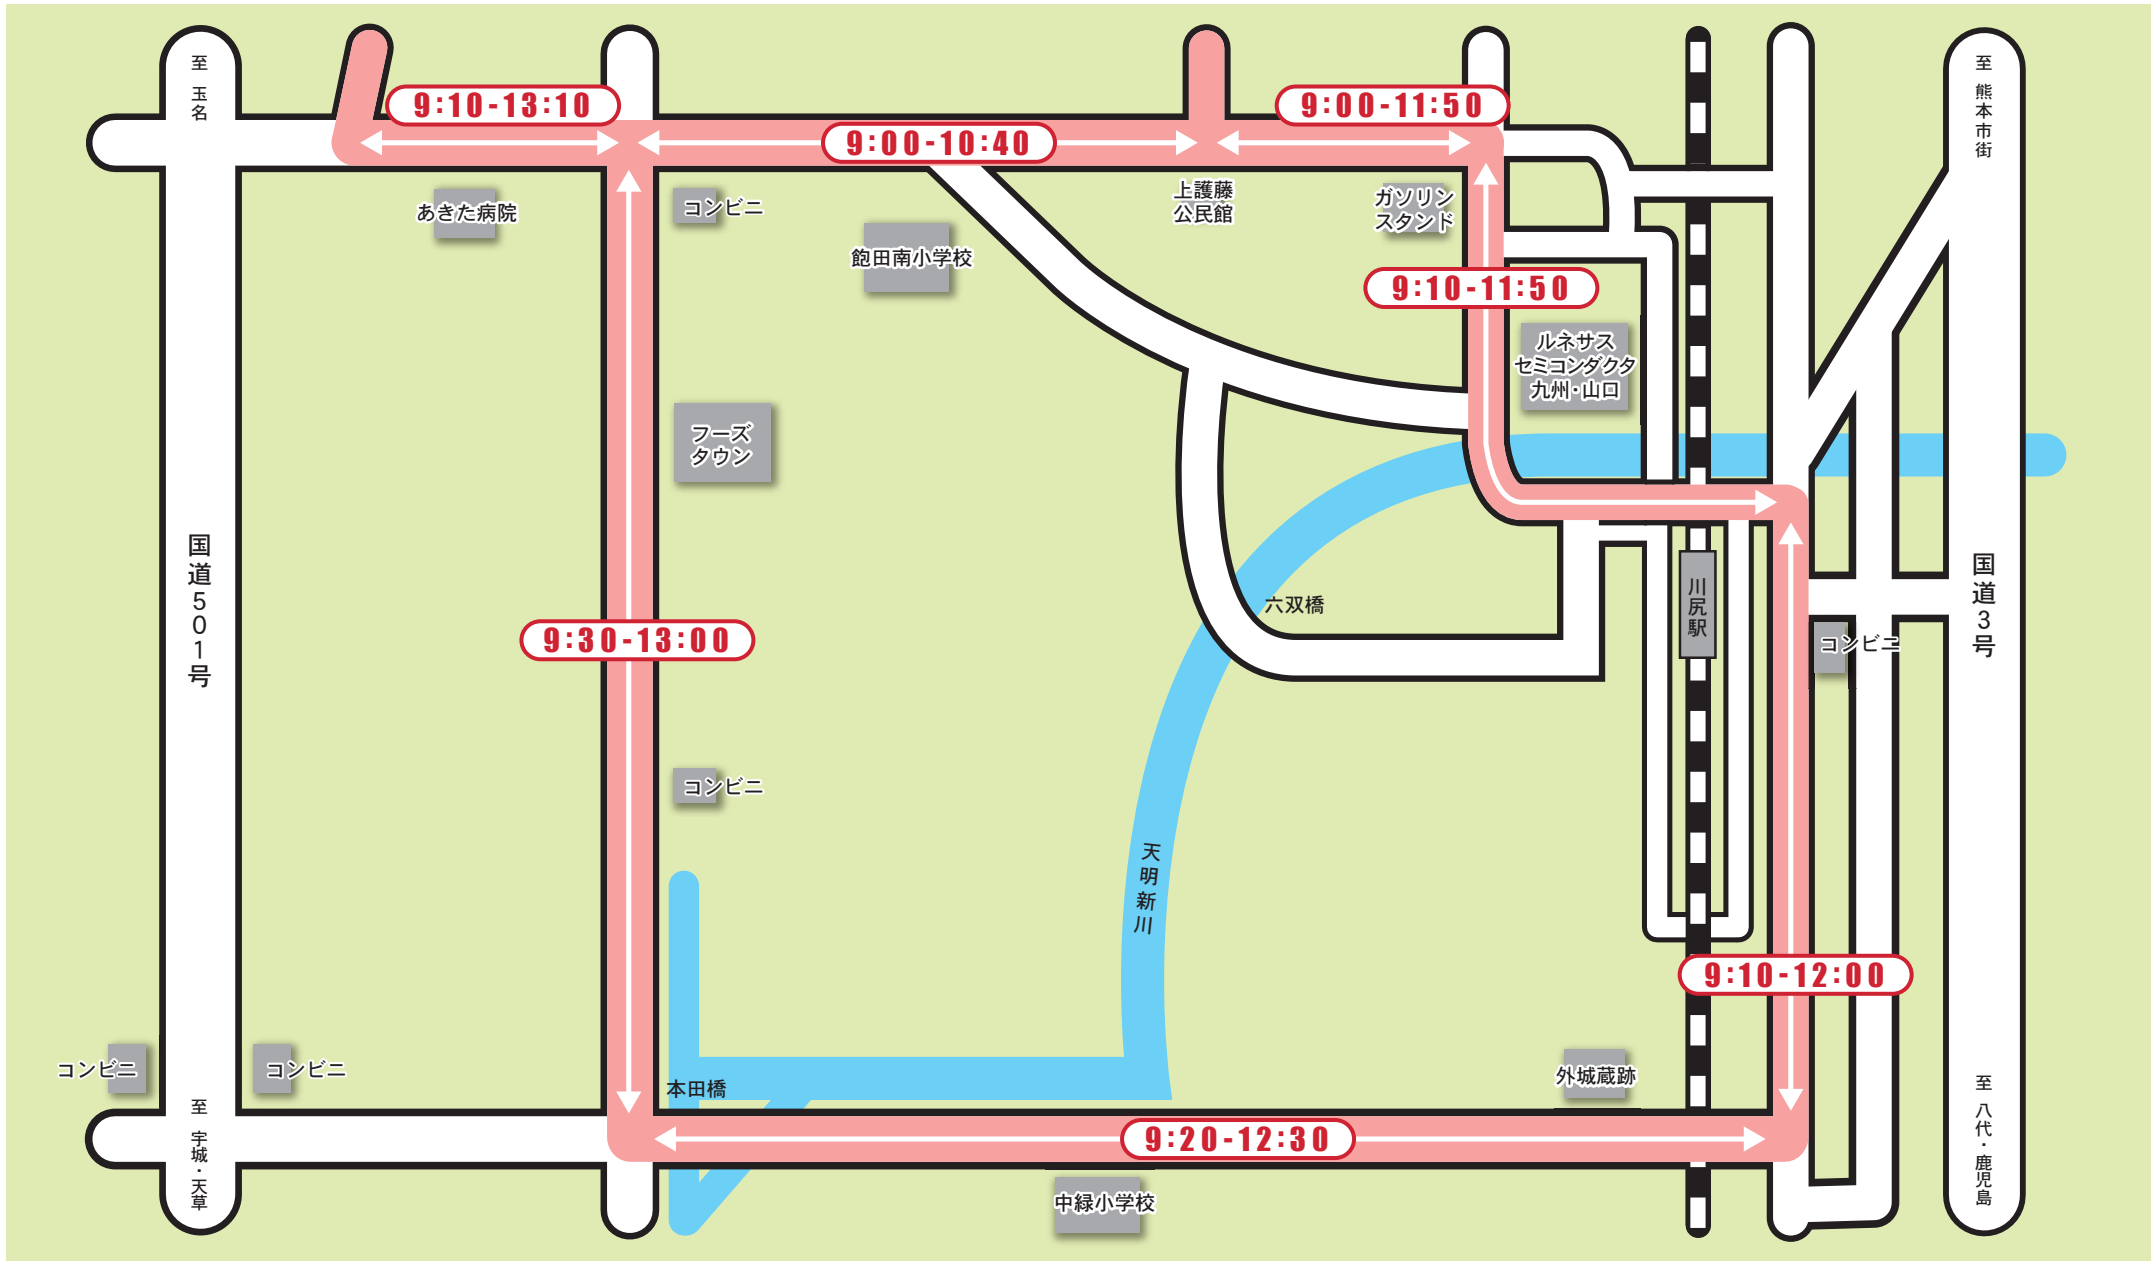 至 玉名
至 熊本市街
9:10-13:10
9:00-10:40
9:00-11:50
あきた病院
コンビニ
飽田南小学校
上護藤
公民館
ガソリン
スタンド
9:10-11:50
ルネサス
セミコンダクタ
九州・山口
フーズ
タウン
国道501号
国道3号
六双橋
川尻駅
9:30-13:00
コンビニ
コンビニ
天明新川
9:10-12:00
コンビニ
コンビニ
本田橋
外城蔵跡
至 宇城・天草
9:20-12:30
至 八代・鹿児島
中緑小学校